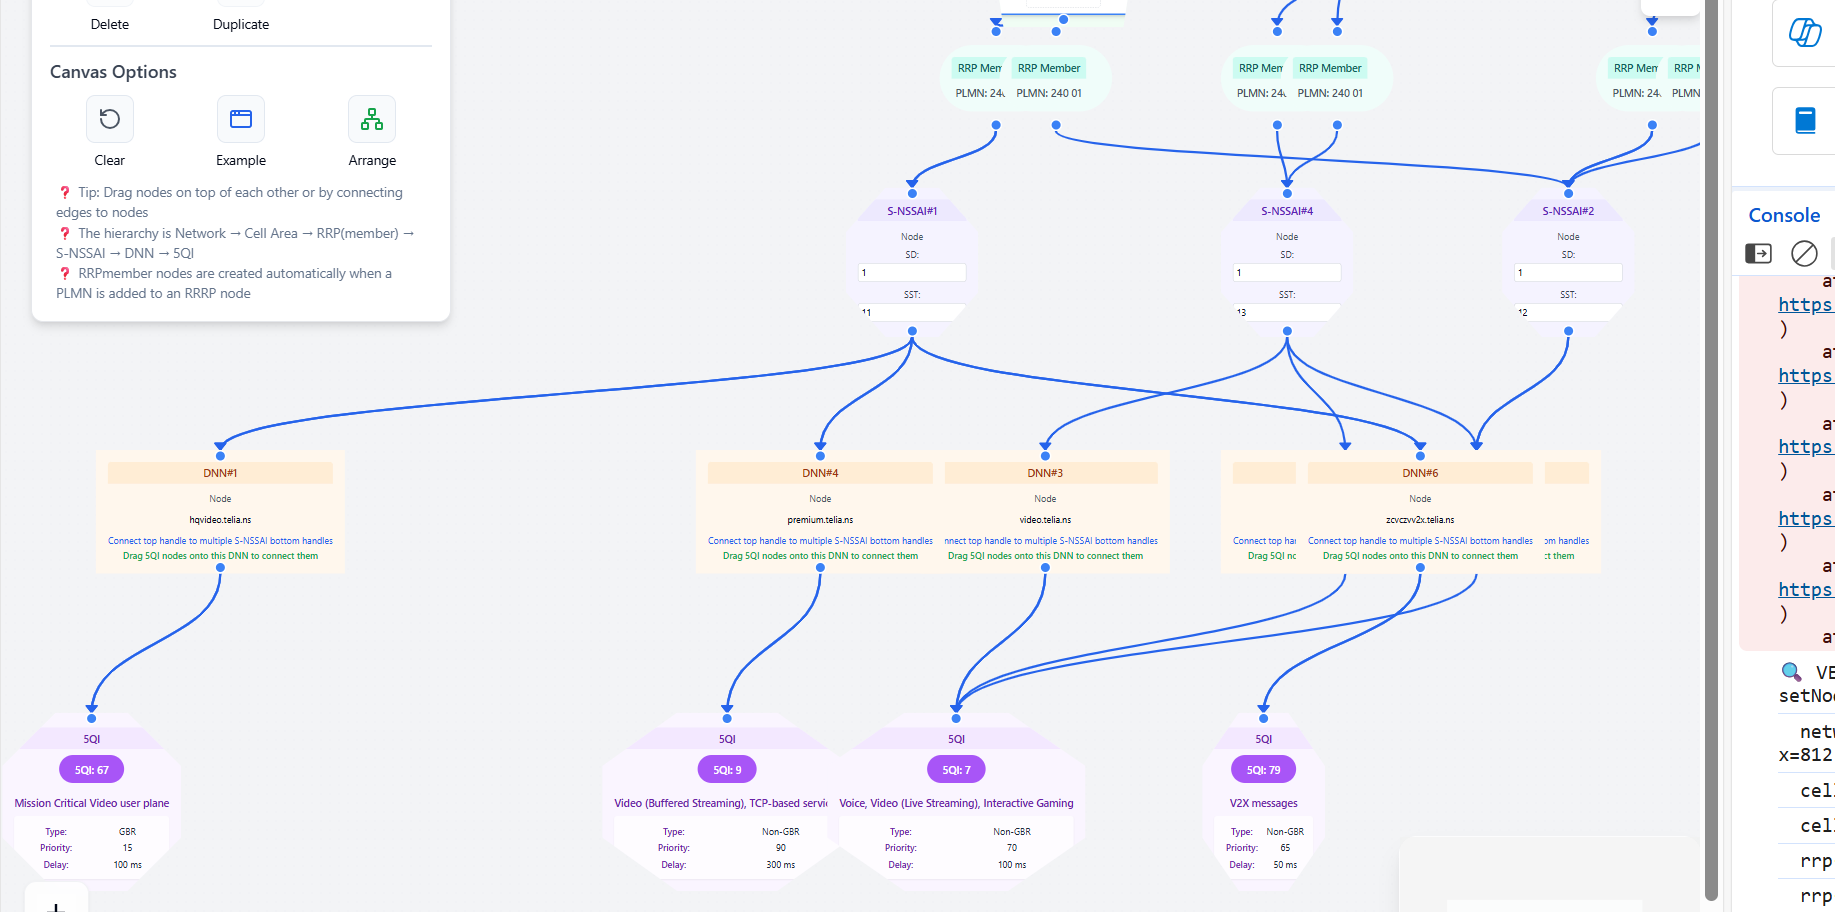 Delete
Duplicate
Canvas Options
Clear
Example
Arrange
❓ Tip: Drag nodes on top of each other or by connecting
edges to nodes
❓ The hierarchy is Network → Cell Area → RRP(member) →
S-NSSAI → DNN → 5QI
❓ RRPmember nodes are created automatically when a
PLMN is added to an RRRP node
RRP Mem
RRP Member
PLMN: 24
PLMN: 240 01
RRP Mem
RRP Member
PLMN: 24
PLMN: 240 01
RRP Mem
RRP M
PLMN: 24
PLMN
S-NSSAI#1
Node
SD:
1
SST:
11
S-NSSAI#4
Node
SD:
1
SST:
13
S-NSSAI#2
Node
SD:
1
SST:
12
DNN#1
Node
hqvideo.telia.ns
Connect top handle to multiple S-NSSAI bottom handles
Drag 5QI nodes onto this DNN to connect them
DNN#4
Node
premium.telia.ns
Connect top handle to multiple S-NSSAI bottom handles
Drag 5QI nodes onto this DNN to connect them
DNN#3
Node
video.telia.ns
nnect top handle to multiple S-NSSAI bottom handles
Drag 5QI nodes onto this DNN to connect them
Connect top har
Drag 5QI nc
DNN#6
Node
zcvczvv2x.telia.ns
Connect top handle to multiple S-NSSAI bottom handles
Drag 5QI nodes onto this DNN to connect them
om handles
ct them
5QI
5QI: 67
Mission Critical Video user plane
Type: GBR
Priority: 15
Delay: 100 ms
5QI
5QI: 9
Video (Buffered Streaming), TCP-based servic
Type: Non-GBR
Priority: 90
Delay: 300 ms
5QI
5QI: 7
Voice, Video (Live Streaming), Interactive Gaming
Type: Non-GBR
Priority: 70
Delay: 100 ms
5QI
5QI: 79
V2X messages
Type: Non-GBR
Priority: 65
Delay: 50 ms
Console
at
https:
)
at
https:
)
at
https:
)
at
https:
)
at
https:
)
at
🔍 VE
setNod
netw
x=812
cell
cell
rrp
rrp